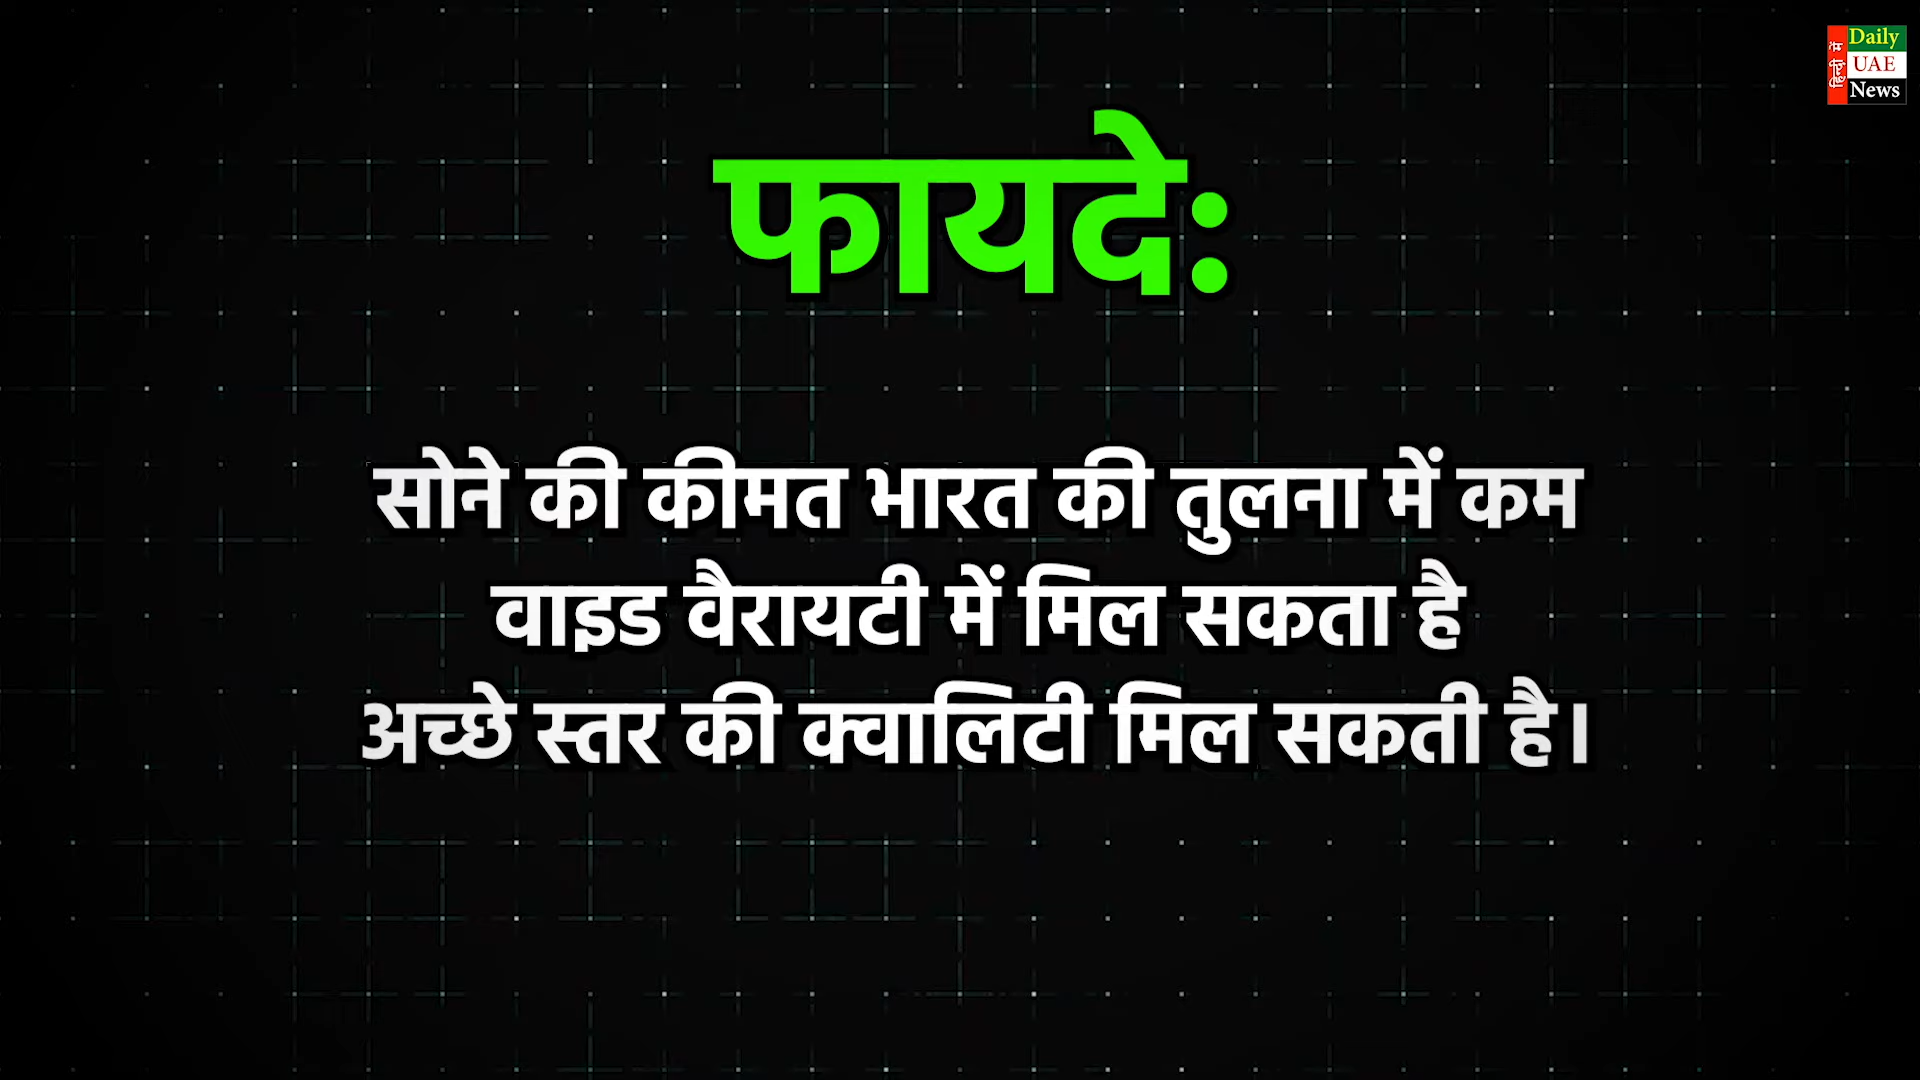 Daily
UAE
News
फायदे:
सोने की कीमत भारत की तुलना में कम
वाइड वैरायटी में मिल सकता है
अच्छे स्तर की क्वालिटी मिल सकती है।